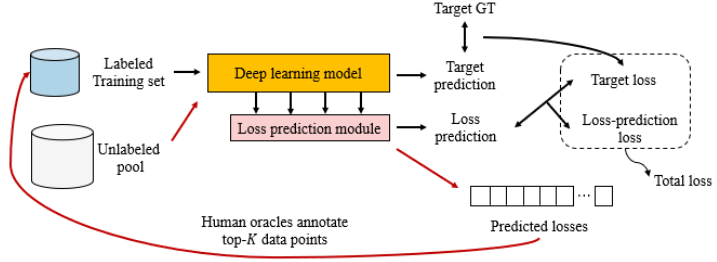 Target GT
Labeled
Training set
Deep learning model
Target
prediction
Target loss
Loss prediction module
Loss
prediction
Loss-prediction
loss
Unlabeled
pool
Total loss
...
Human oracles annotate
top-K data points
Predicted losses